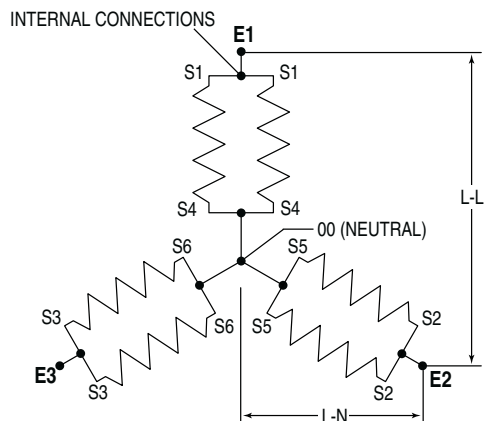 INTERNAL CONNECTIONS
E1
S1 S1
L-L
S4 S4
00 (NEUTRAL)
S6 S5
S3 S6 S5 S2
E3 E2
S3 S2
L-N